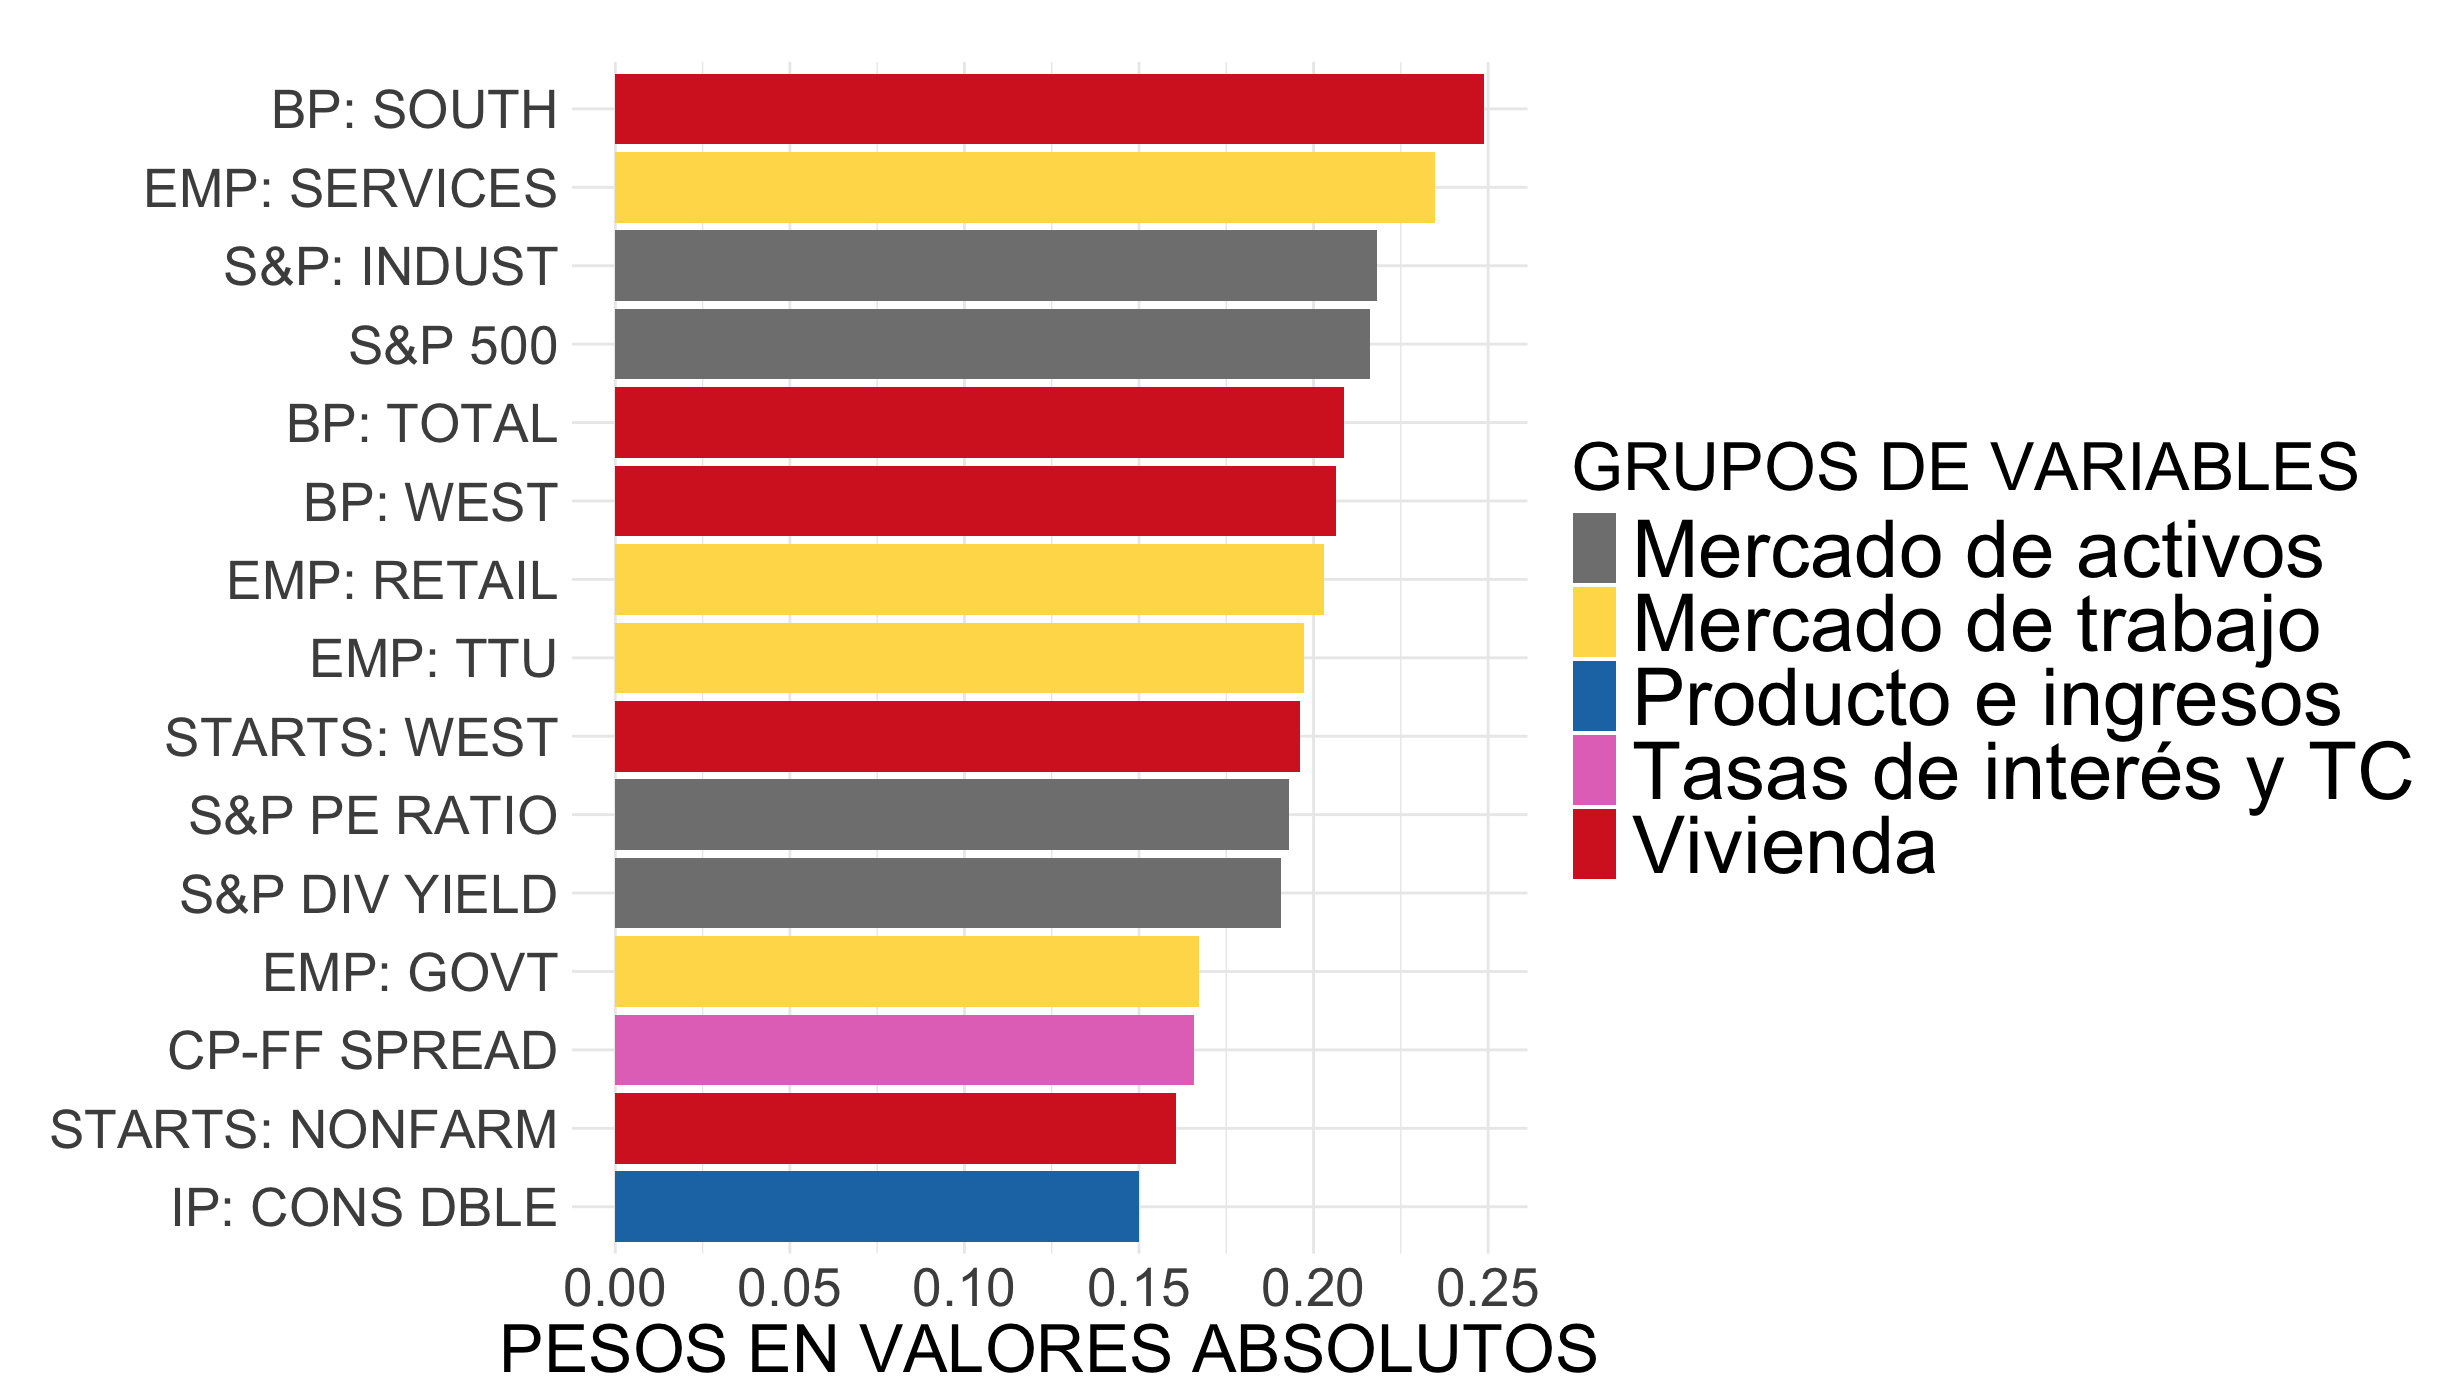 BP: SOUTH
EMP: SERVICES
S&P: INDUST
S&P 500
BP: TOTAL
BP: WEST
EMP: RETAIL
EMP: TTU
STARTS: WEST
S&P PE RATIO
S&P DIV YIELD
EMP: GOVT
CP-FF SPREAD
STARTS: NONFARM
IP: CONS DBLE
0.00 0.05 0.10 0.15 0.20 0.25
PESOS EN VALORES ABSOLUTOS
GRUPOS DE VARIABLES
Mercado de activos
Mercado de trabajo
Producto e ingresos
Tasas de interés y TC
Vivienda